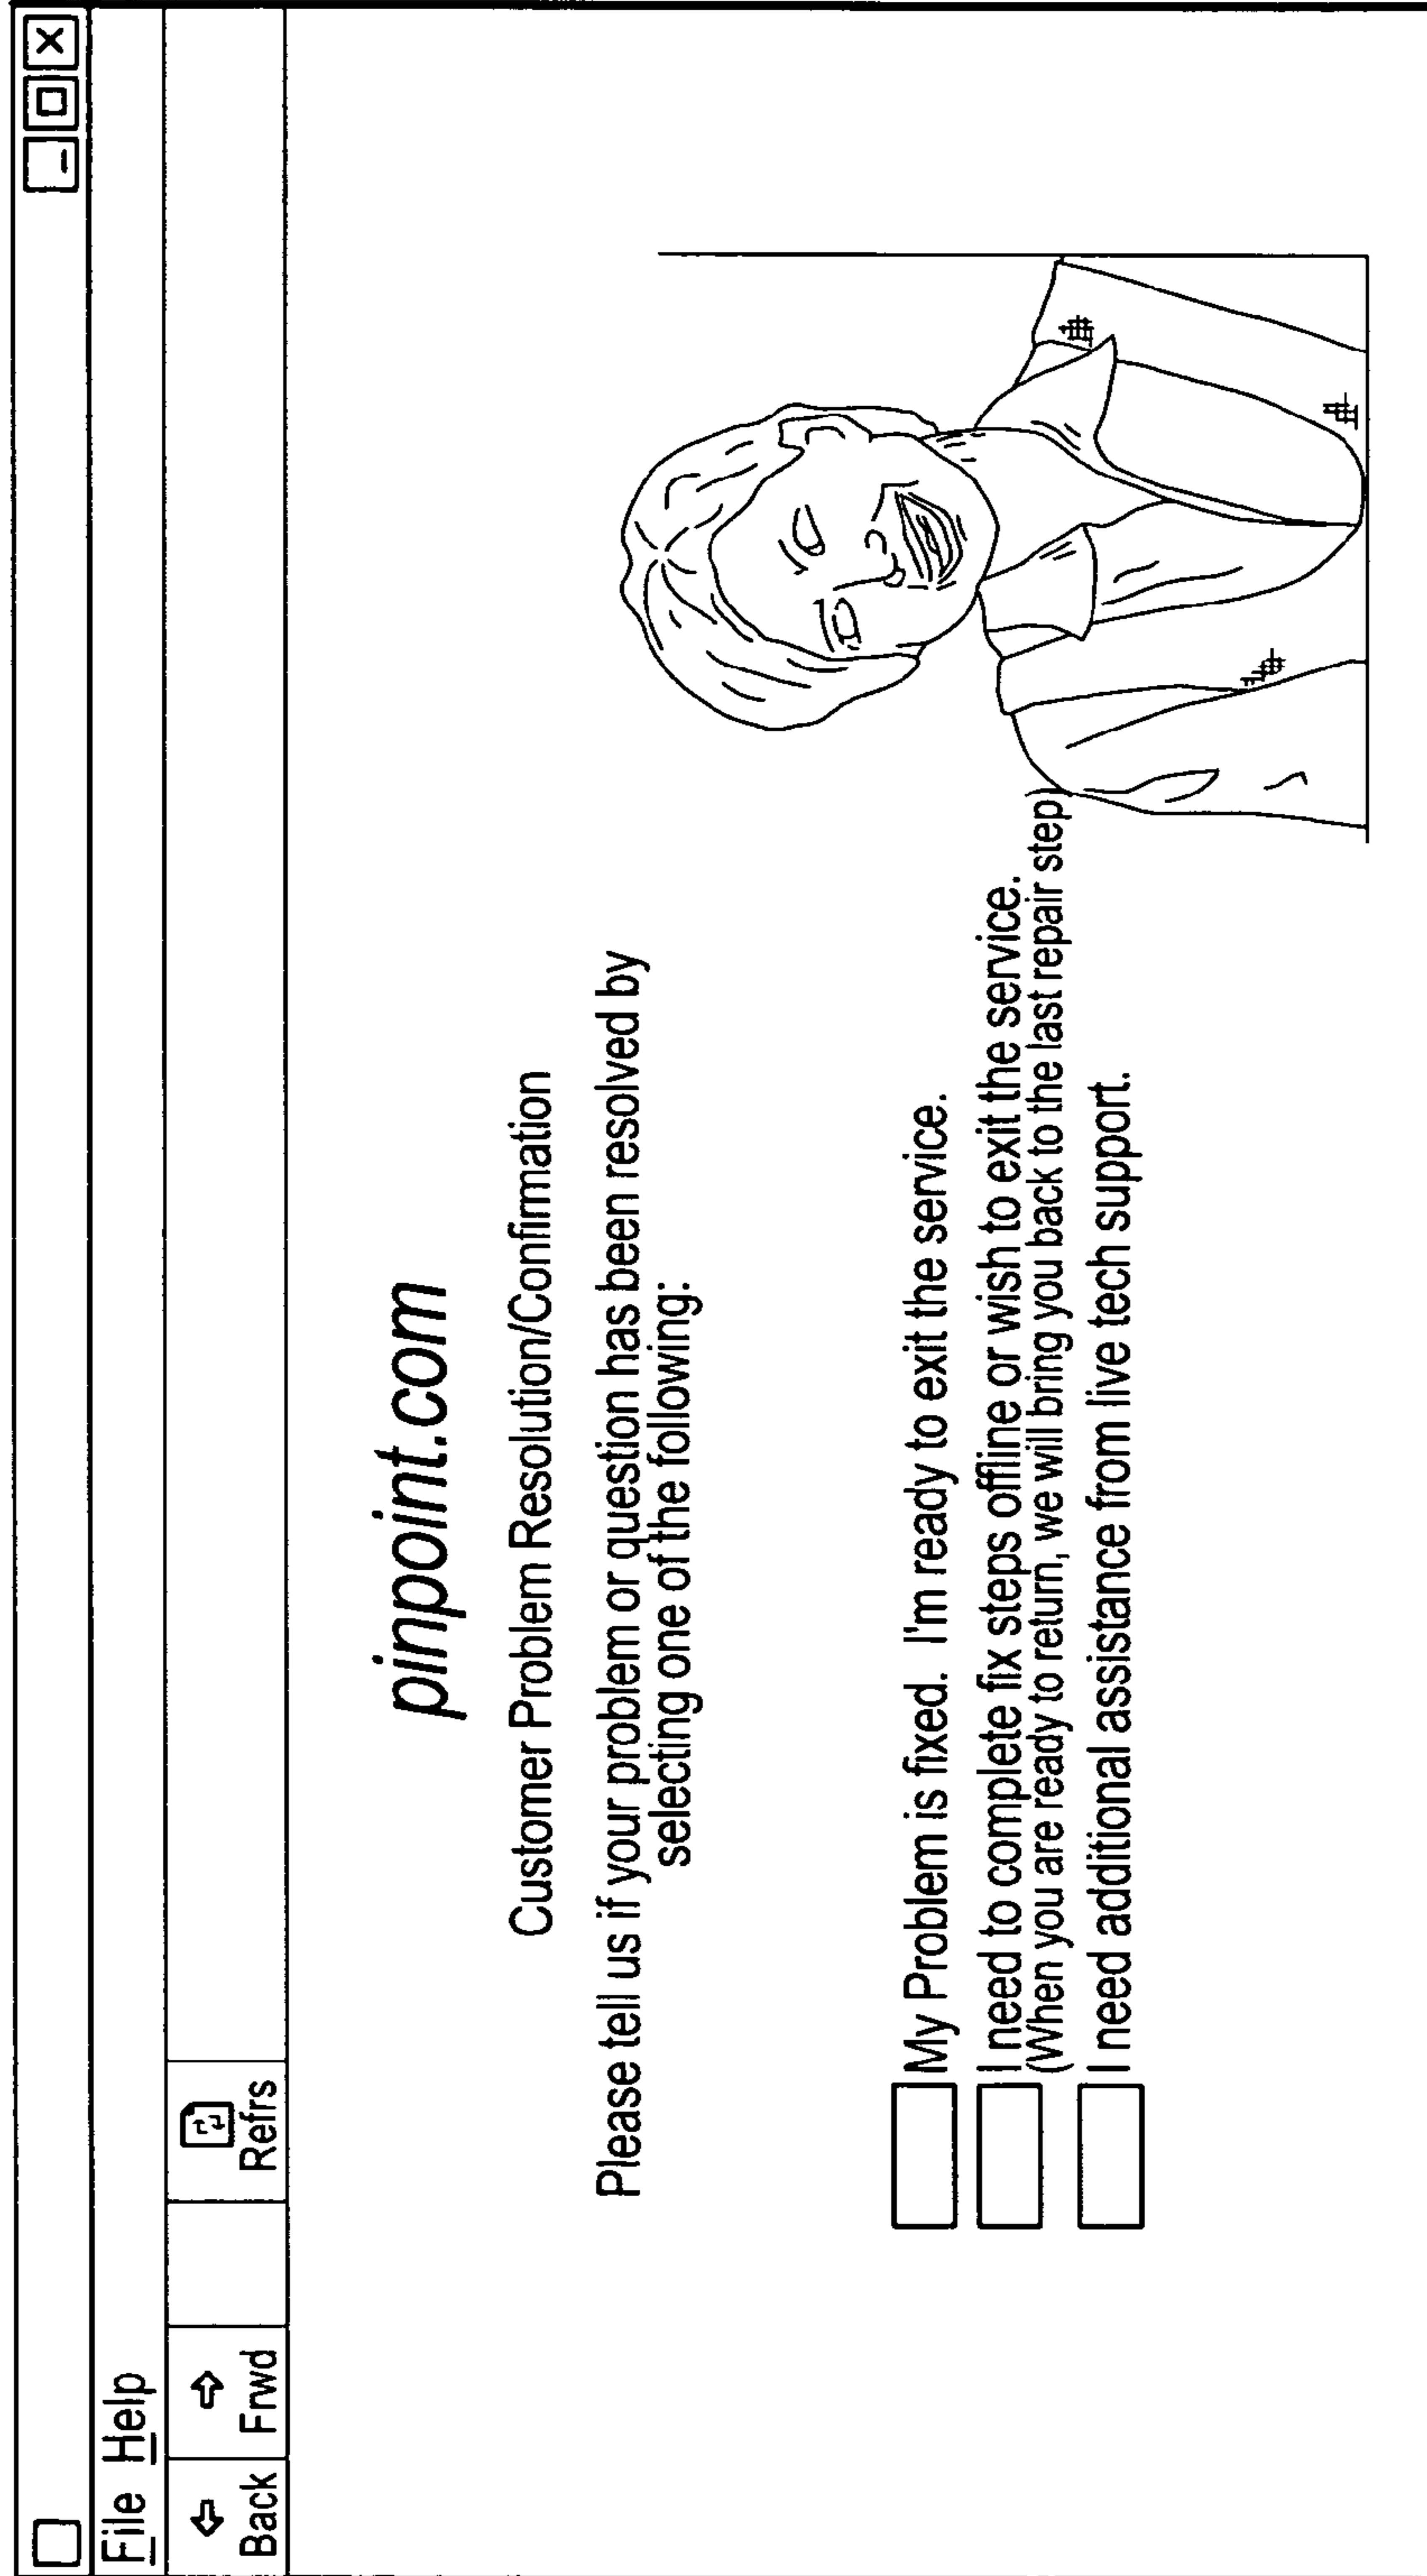 File Help
Back Frwd Refrs
pinpoint.com
Customer Problem Resolution/Confirmation
Please tell us if your problem or question has been resolved by
selecting one of the following:
My Problem is fixed. I'm ready to exit the service.
I need to complete fix steps offline or wish to exit the service.
(When you are ready to return, we will bring you back to the last repair step)
I need additional assistance from live tech support.